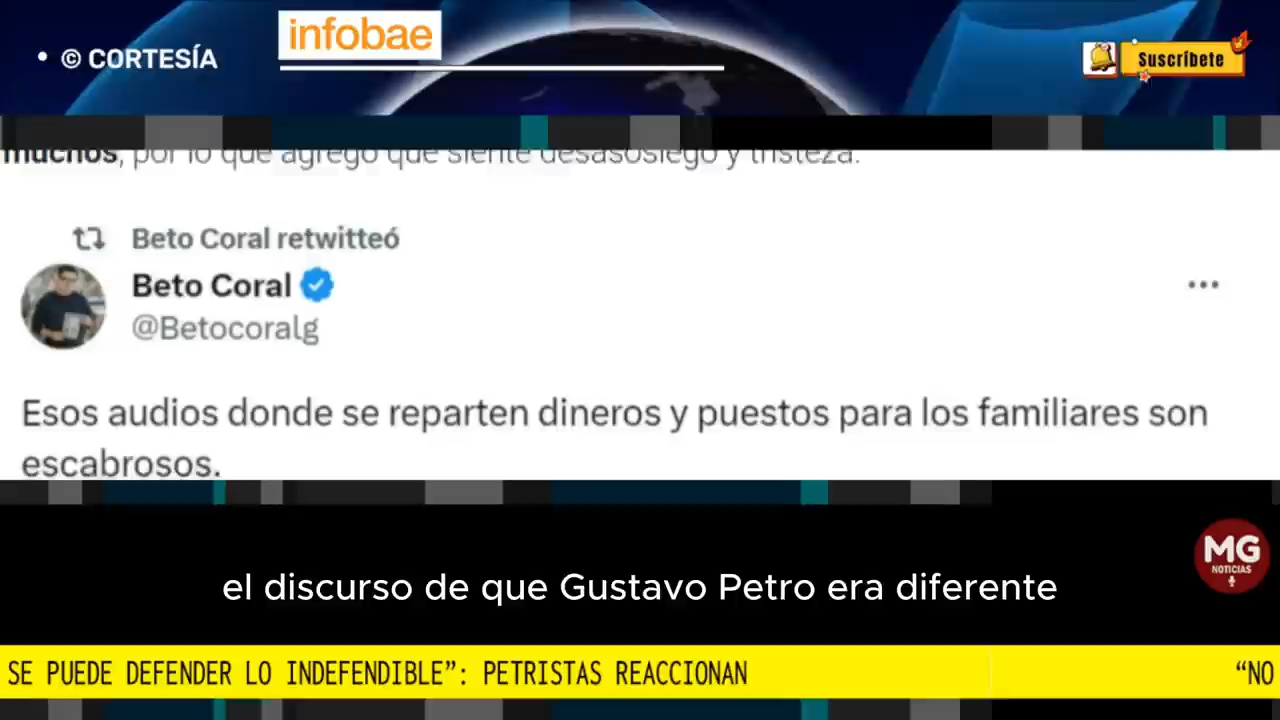 • © CORTESÍA
infobae
Suscríbete
muchos, por lo que agregó que siente desasosiego y tristeza.
Beto Coral retwitteó
Beto Coral
@Betocoralg
Esos audios donde se reparten dineros y puestos para los familiares son
escabrosos.
MG
NOTICIAS
el discurso de que Gustavo Petro era diferente
SE PUEDE DEFENDER LO INDEFENDIBLE”: PETRISTAS REACCIONAN
“NO